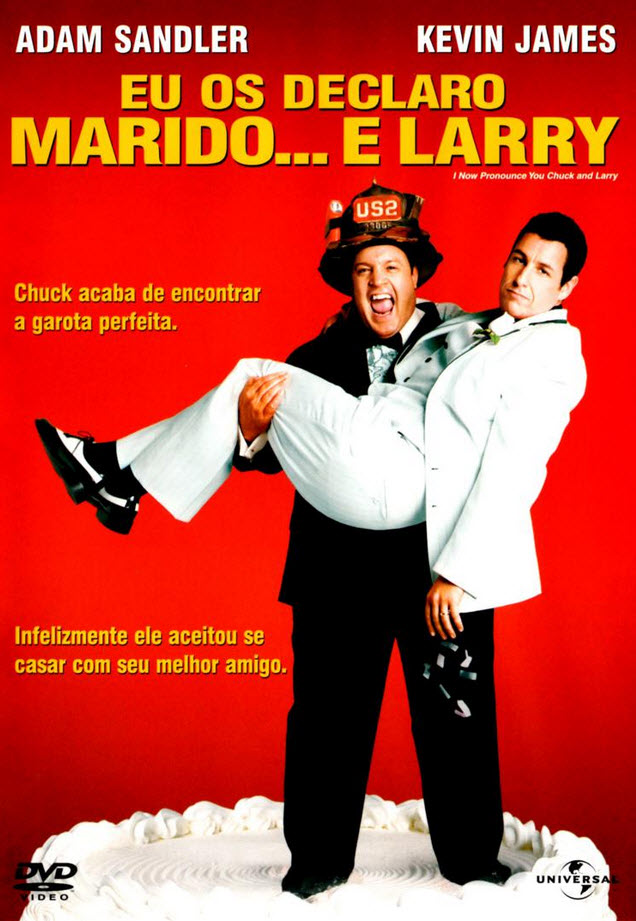 ADAM SANDLER
KEVIN JAMES
EU OS DECLARO
MARIDO... E LARRY
I Now Pronounce You Chuck and Larry
US2
Chuck acaba de encontrar
a garota perfeita.
Infelizmente ele aceitou se
casar com seu melhor amigo.
DVD
VIDEO
UNIVERSAL